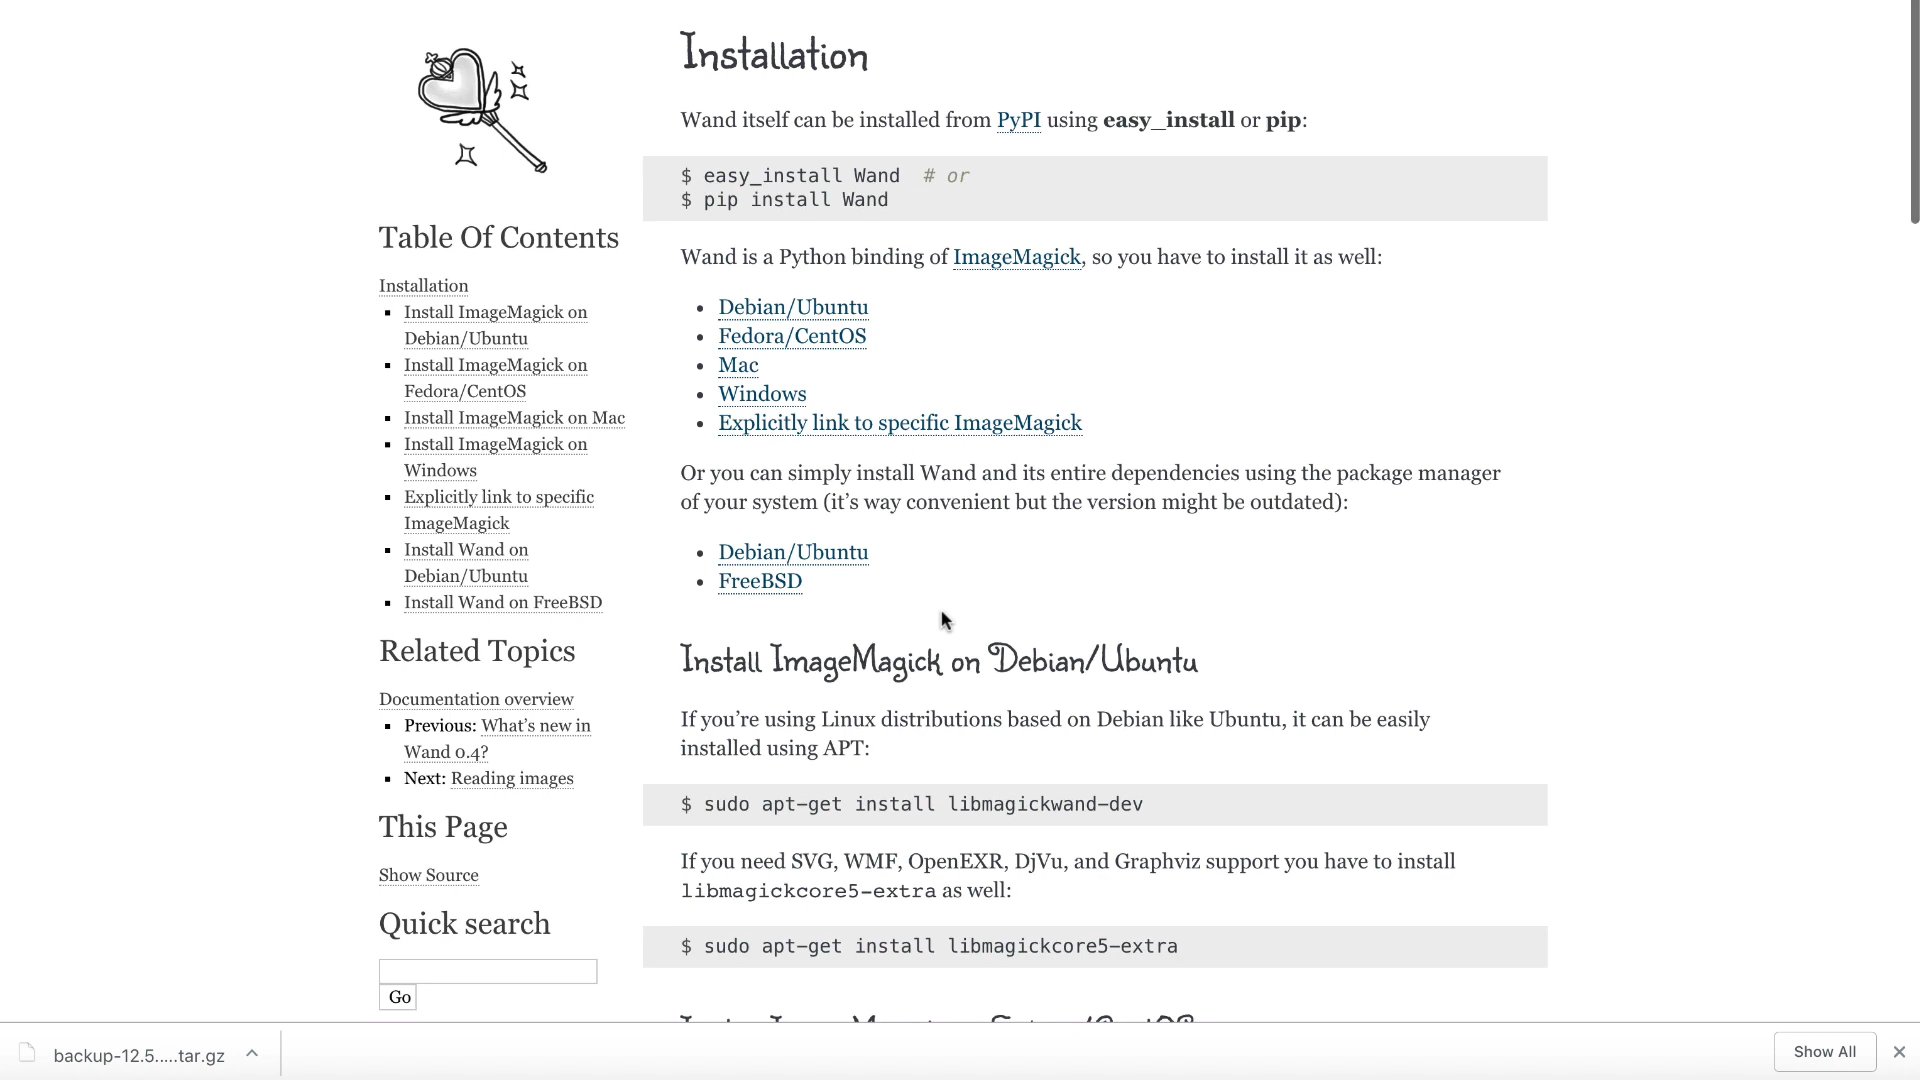 Installation
Wand itself can be installed from PyPI using easy_install or pip:
$ easy_install Wand  # or
$ pip install Wand
Wand is a Python binding of ImageMagick, so you have to install it as well:
Debian/Ubuntu
Fedora/CentOS
Mac
Windows
Explicitly link to specific ImageMagick
Or you can simply install Wand and its entire dependencies using the package manager
of your system (it’s way convenient but the version might be outdated):
Debian/Ubuntu
FreeBSD
Install ImageMagick on Debian/Ubuntu
If you’re using Linux distributions based on Debian like Ubuntu, it can be easily
installed using APT:
$ sudo apt-get install libmagickwand-dev
If you need SVG, WMF, OpenEXR, DjVu, and Graphviz support you have to install
libmagickcore5-extra as well:
$ sudo apt-get install libmagickcore5-extra
Table Of Contents
Installation
Install ImageMagick on
Debian/Ubuntu
Install ImageMagick on
Fedora/CentOS
Install ImageMagick on Mac
Install ImageMagick on
Windows
Explicitly link to specific
ImageMagick
Install Wand on
Debian/Ubuntu
Install Wand on FreeBSD
Related Topics
Documentation overview
Previous: What’s new in
Wand 0.4?
Next: Reading images
This Page
Show Source
Quick search
Go
backup-12.5.....tar.gz
Show All